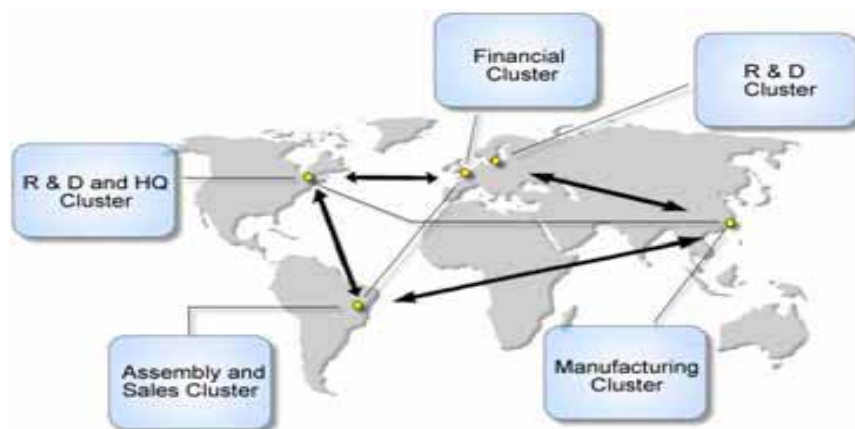 Financial
Cluster
R & D
Cluster
R & D and HQ
Cluster
Assembly and
Sales Cluster
Manufacturing
Cluster